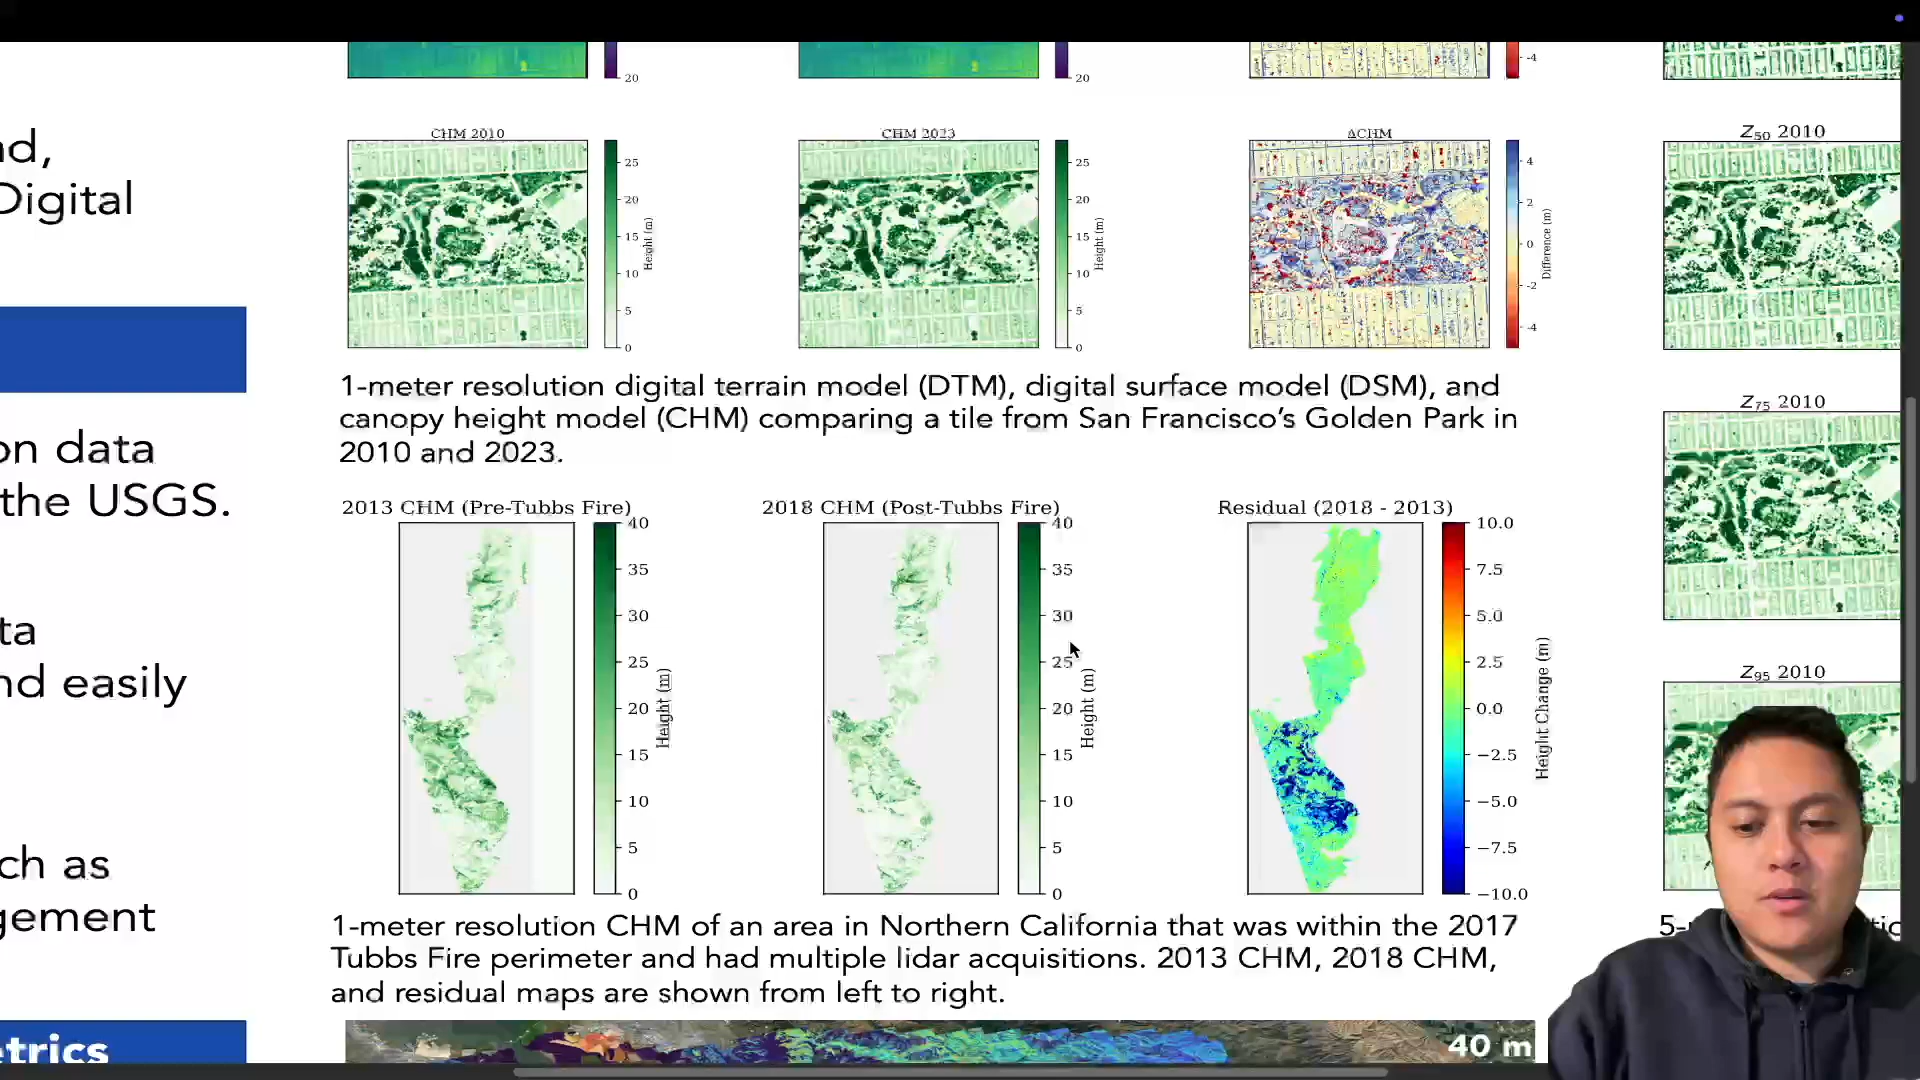 20
20
-4
nd,
Digital
on data
the USGS.
ta
nd easily
ch as
gement
etrics
CHM 2010
25
20
15
10
5
0
Height (m)
CHM 2023
25
20
15
10
5
0
Height (m)
ΔCHM
4
2
0
-2
-4
Difference (m)
1-meter resolution digital terrain model (DTM), digital surface model (DSM), and
canopy height model (CHM) comparing a tile from San Francisco's Golden Park in
2010 and 2023.
2013 CHM (Pre-Tubbs Fire)
40
35
30
25
20
15
10
5
0
Height (m)
2018 CHM (Post-Tubbs Fire)
40
35
30
25
20
15
10
5
0
Height (m)
Residual (2018 - 2013)
10.0
7.5
5.0
2.5
0.0
−2.5
−5.0
−7.5
−10.0
Height Change (m)
1-meter resolution CHM of an area in Northern California that was within the 2017
Tubbs Fire perimeter and had multiple lidar acquisitions. 2013 CHM, 2018 CHM,
and residual maps are shown from left to right.
40 m
Z50 2010
Z75 2010
Z95 2010
5-